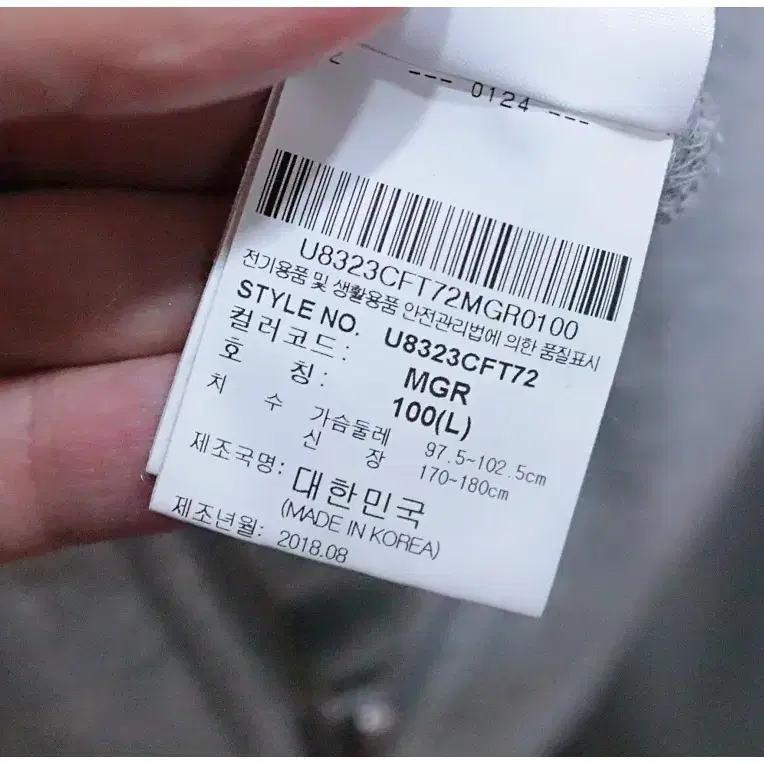 --- 0124 ---
U8323CFT72MGR0100
전기용품 및 생활용품 안전관리법에 의한 품질표시
STYLE NO. U8323CFT72
컬러코드: MGR
호 칭: 100(L)
치 수 가슴둘레 97.5~102.5cm
신 장 170~180cm
제조국명: 대한민국
(MADE IN KOREA)
제조년월: 2018.08